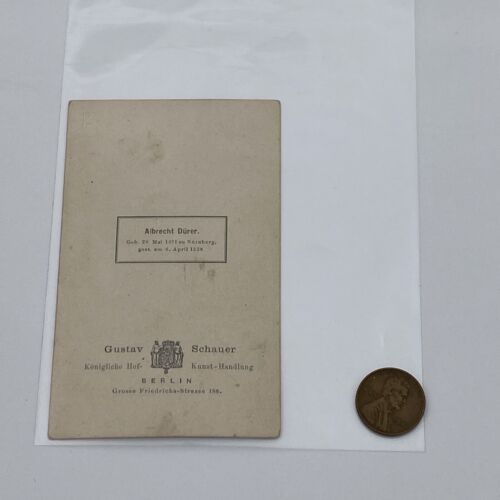 Albrecht Dürer.
Geb. 20 Mai 1471 zu Nürnberg,
gest. am 6. April 1528
Gustav Schauer
Königliche Hof- Kunst-Handlung
BERLIN
Grosse Friedrichs-Strasse 188.